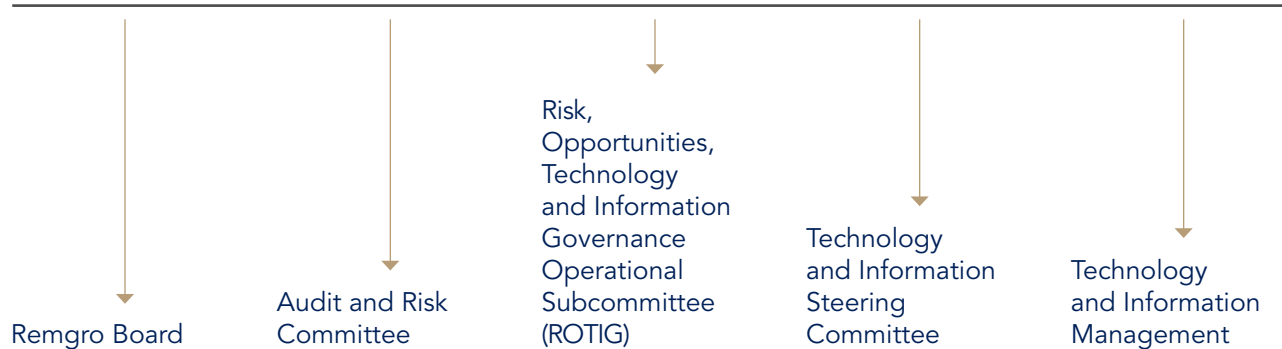 Remgro Board
Audit and Risk
Committee
Risk,
Opportunities,
Technology
and Information
Governance
Operational
Subcommittee
(ROTIG)
Technology
and Information
Steering
Committee
Technology
and Information
Management